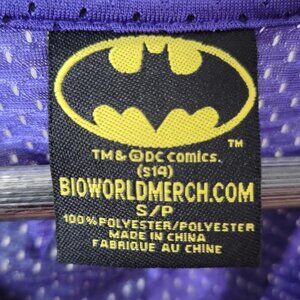 TM
TM & © DC COMICS.
(S14)
BIOWORLDMERCH.COM
S/P
100% POLYESTER/POLYESTER
MADE IN CHINA
FABRIQUE AU CHINE